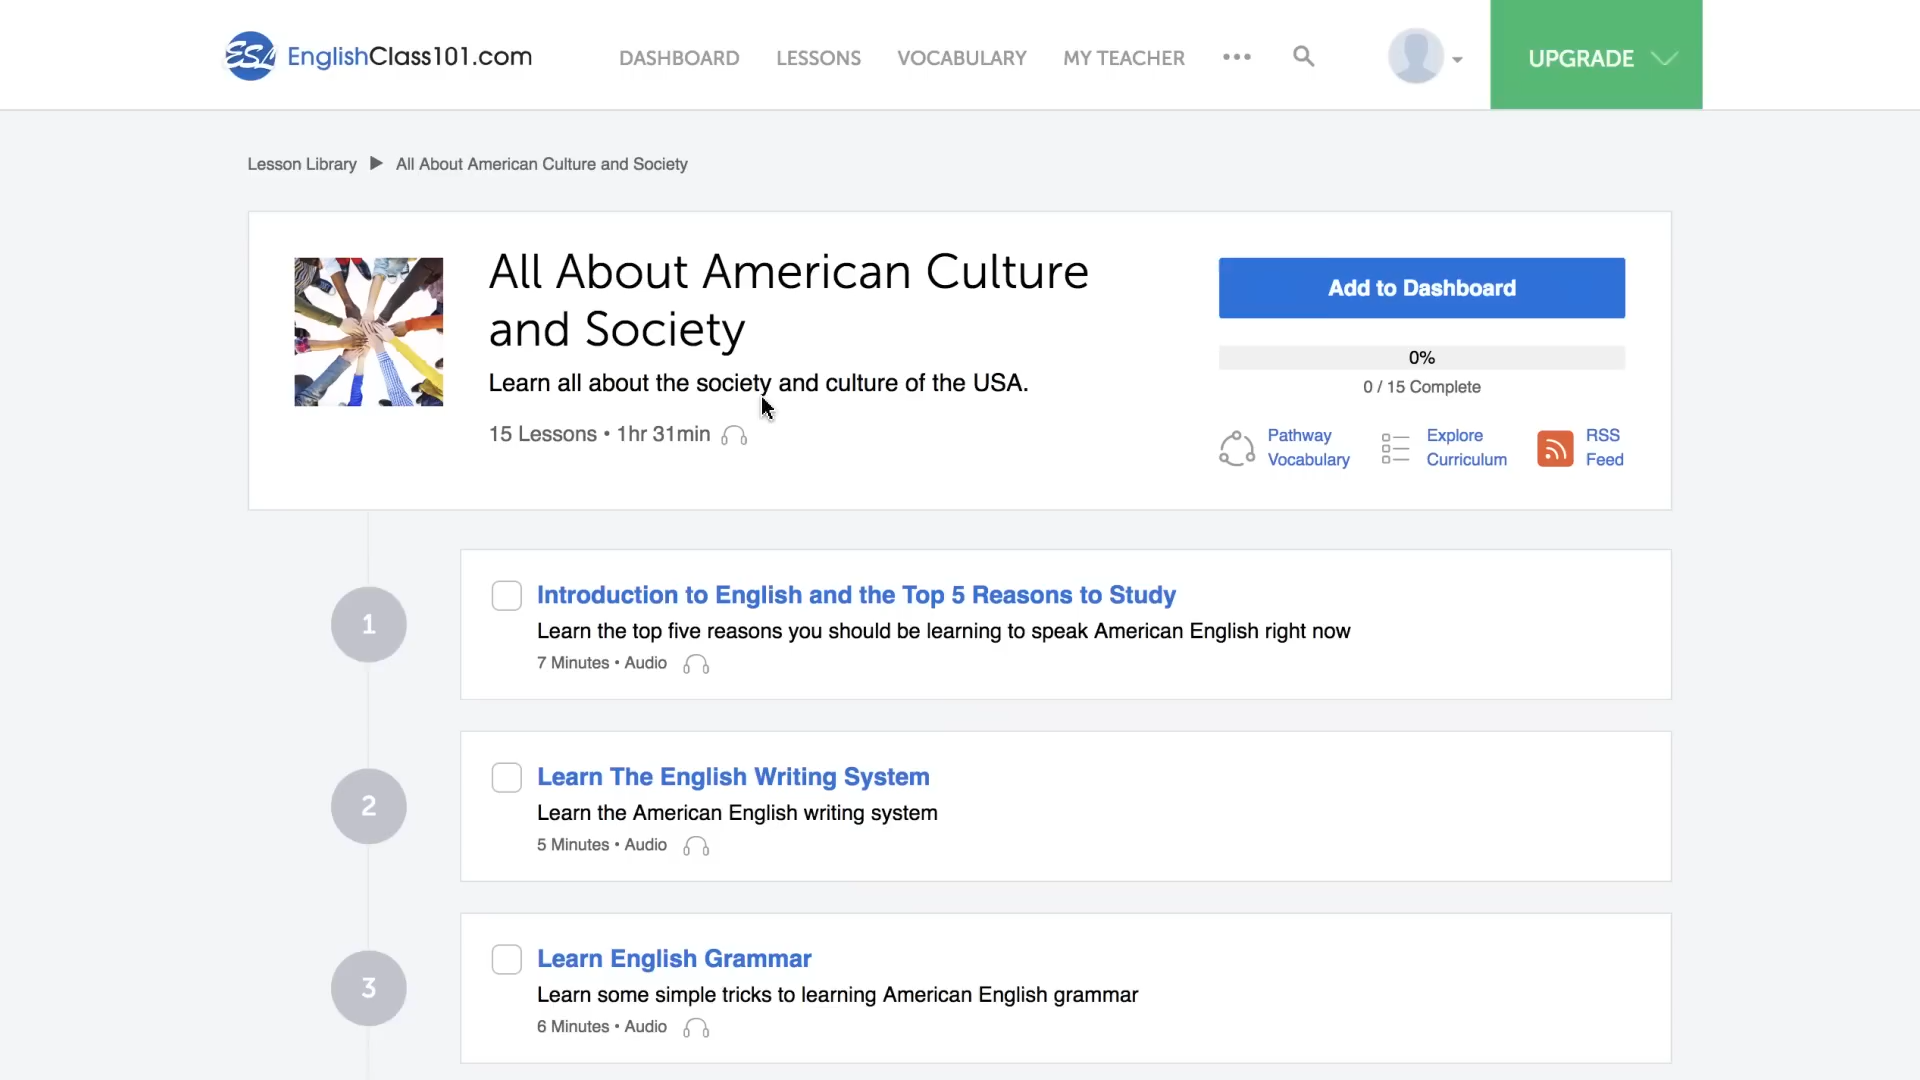 ESL EnglishClass101.com DASHBOARD LESSONS VOCABULARY MY TEACHER UPGRADE
Lesson Library All About American Culture and Society
All About American Culture
and Society
Learn all about the society and culture of the USA.
15 Lessons • 1hr 31min
Add to Dashboard
0%
0 / 15 Complete
Pathway
Vocabulary
Explore
Curriculum
RSS
Feed
1
Introduction to English and the Top 5 Reasons to Study
Learn the top five reasons you should be learning to speak American English right now
7 Minutes • Audio
2
Learn The English Writing System
Learn the American English writing system
5 Minutes • Audio
3
Learn English Grammar
Learn some simple tricks to learning American English grammar
6 Minutes • Audio